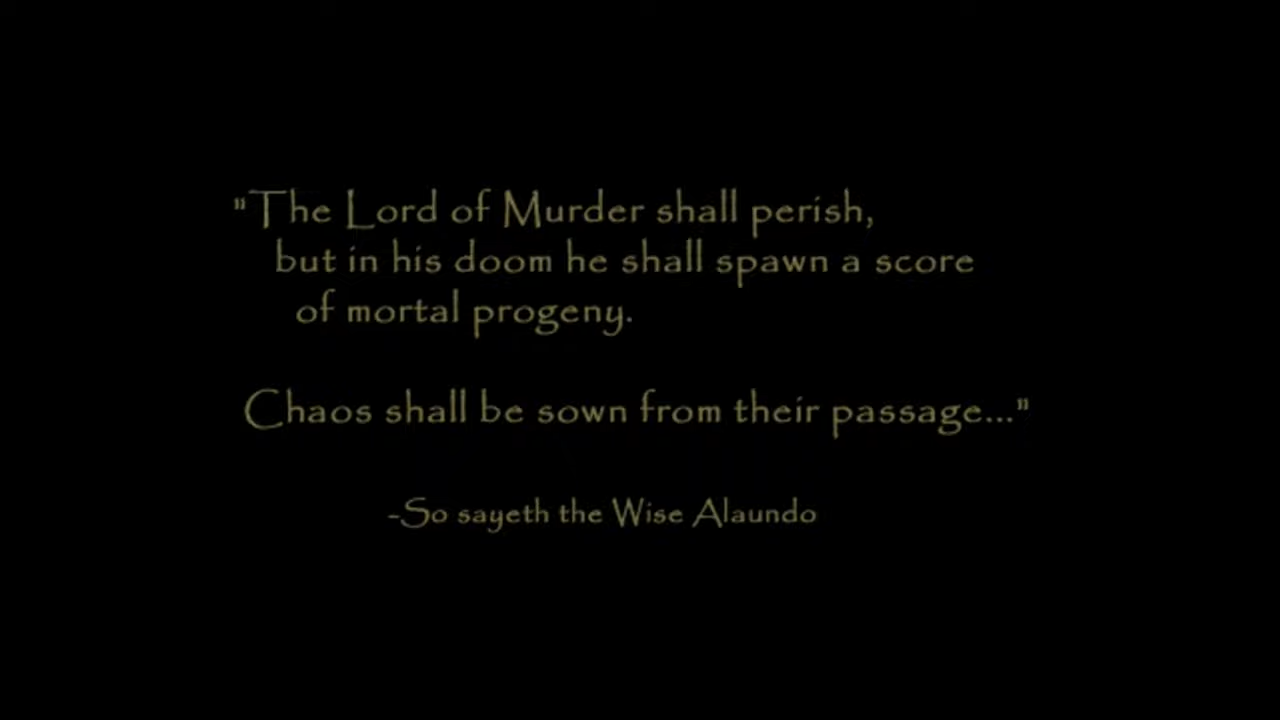 "The Lord of Murder shall perish,
but in his doom he shall spawn a score
of mortal progeny.
Chaos shall be sown from their passage..."
-So sayeth the Wise Alaundo